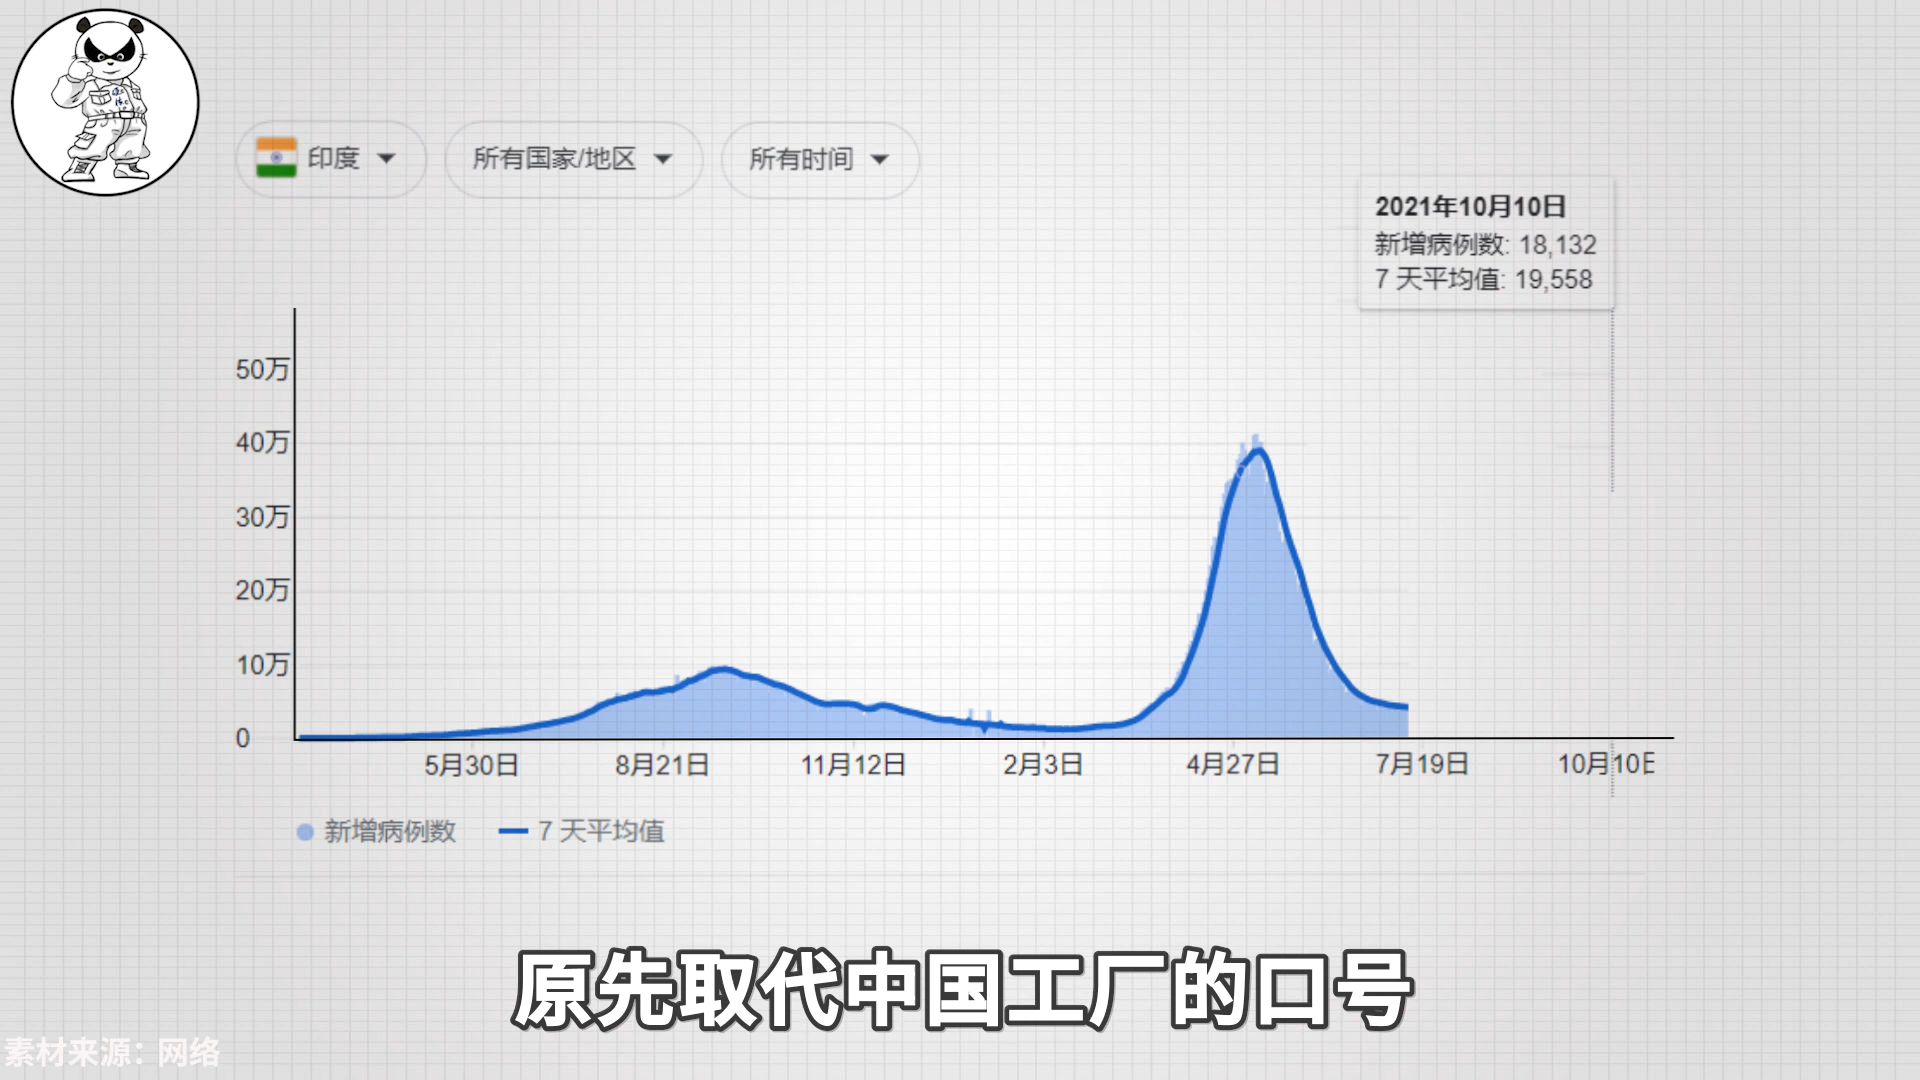 印度
所有国家/地区
所有时间
2021年10月10日
新增病例数: 18,132
7 天平均值: 19,558
50万
40万
30万
20万
10万
0
5月30日
8月21日
11月12日
2月3日
4月27日
7月19日
10月10日
新增病例数
7 天平均值
原先取代中国工厂的口号
素材来源：网络